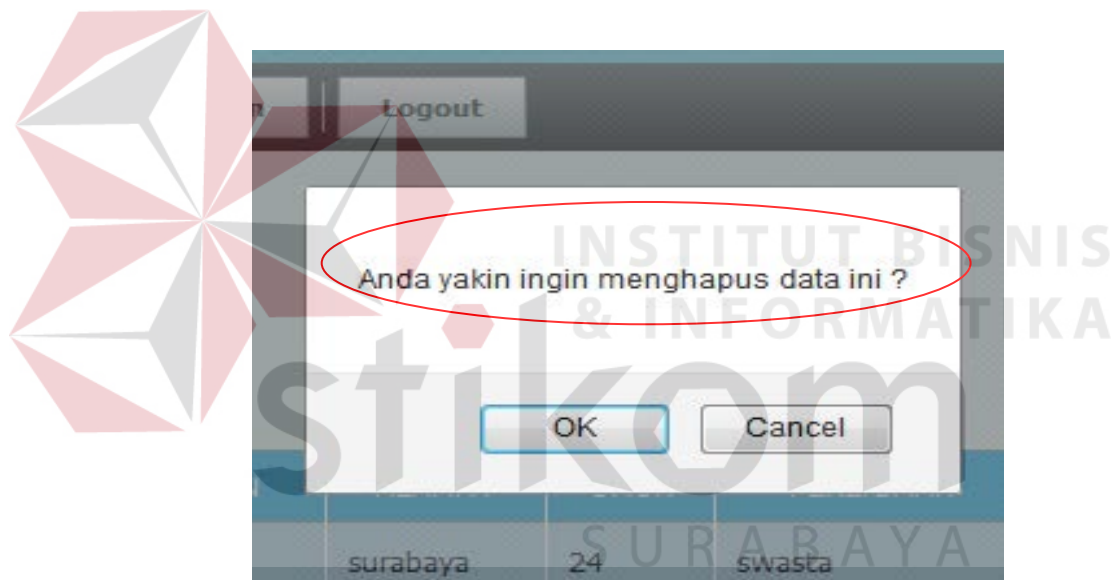 Logout
INSTITUT BISNIS
& INFORMATIKA
Anda yakin ingin menghapus data ini ?
stikom
OK
Cancel
SURABAYA
surabaya 24 swasta